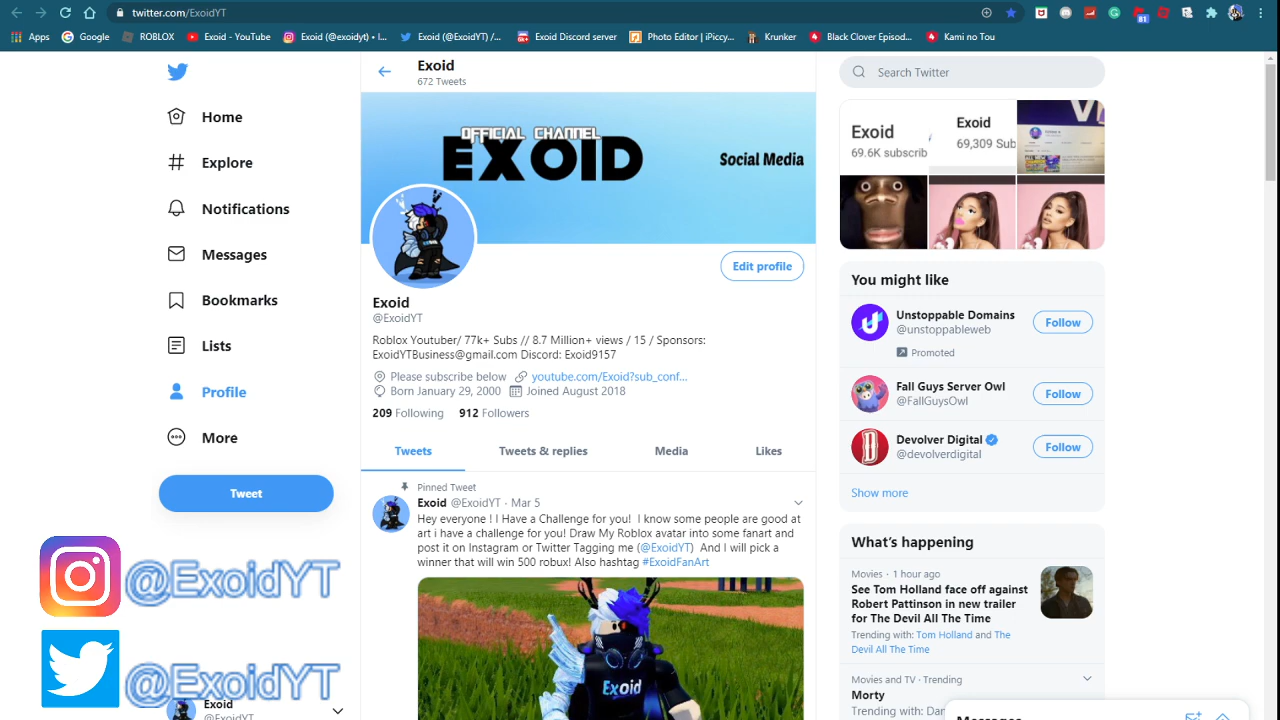 twitter.com/ExoidYT
81
Apps
Google
ROBLOX
Exoid - YouTube
Exoid (@exoidyt) • I...
Exoid (@ExoidYT) /...
Exoid Discord server
Photo Editor | iPiccy...
Krunker
Black Clover Episod...
Kami no Tou
Home
Explore
Notifications
Messages
Bookmarks
Lists
Profile
More
Tweet
@ExoidYT
@ExoidYT
Exoid
@ExoidYT
Exoid
672 Tweets
OFFICIAL CHANNEL
EXOID
Social Media
Edit profile
Exoid
@ExoidYT
Roblox Youtuber/ 77k+ Subs // 8.7 Million+ views / 15 / Sponsors:
ExoidYTBusiness@gmail.com Discord: Exoid9157
Please subscribe below youtube.com/Exoid?sub_conf...
Born January 29, 2000 Joined August 2018
209 Following 912 Followers
Tweets Tweets & replies Media Likes
Pinned Tweet
Exoid @ExoidYT · Mar 5
Hey everyone ! I Have a Challenge for you! I know some people are good at
art i have a challenge for you! Draw My Roblox avatar into some fanart and
post it on Instagram or Twitter Tagging me (@ExoidYT) And I will pick a
winner that will win 500 robux! Also hashtag #ExoidFanArt
Exoid
Search Twitter
Exoid
69.6K subscrib
Exoid
69,309 Sub
You might like
Unstoppable Domains
@unstoppableweb
Follow
Promoted
Fall Guys Server Owl
@FallGuysOwl
Follow
Devolver Digital
@devolverdigital
Follow
Show more
What's happening
Movies · 1 hour ago
See Tom Holland face off against
Robert Pattinson in new trailer
for The Devil All The Time
Trending with: Tom Holland and The
Devil All The Time
Movies and TV · Trending
Morty
Trending with:
Messages